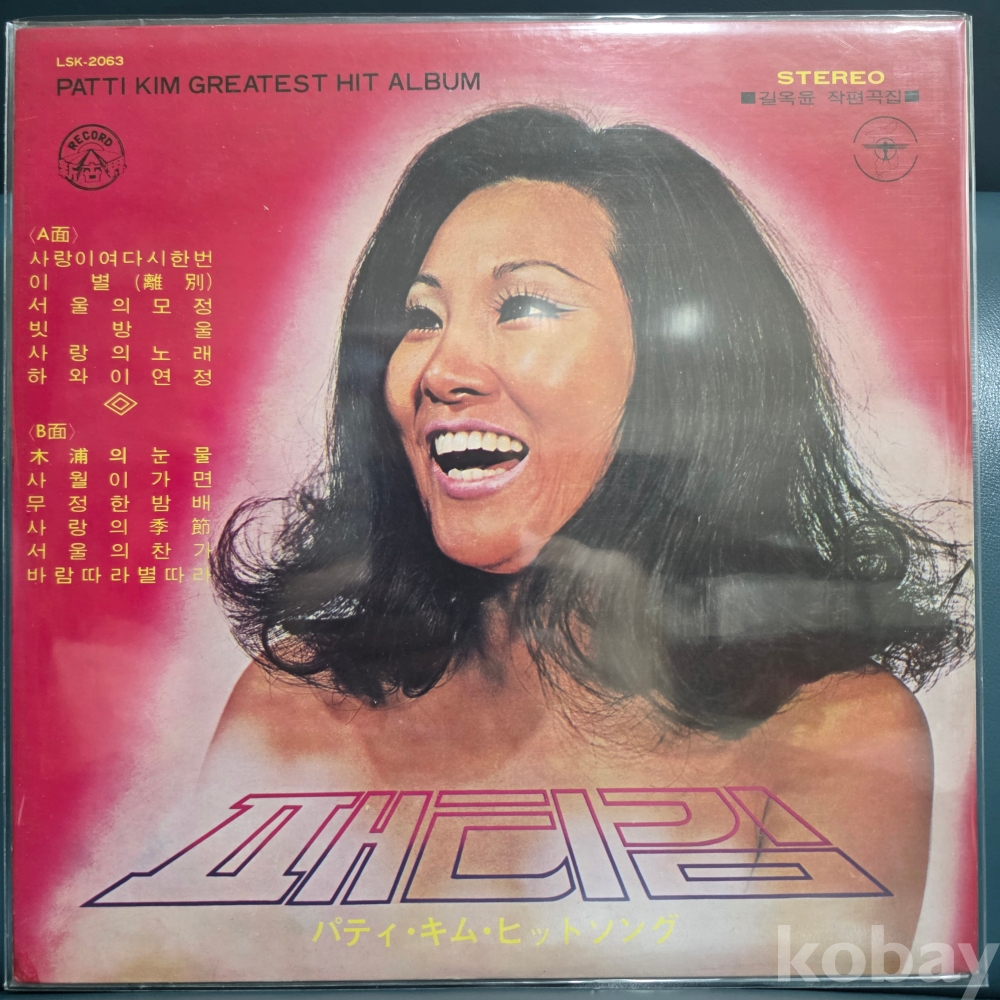 LSK-2063
PATTI KIM GREATEST HIT ALBUM
STEREO
■길옥윤 작편곡집■
RECORD
〈A面〉
사랑이여다시한번
이별(離別)
서울의모정
빗방울
사랑의노래
하와이연정
〈B面〉
木浦의눈물
사월이가면
무정한밤배
사랑의季節
서울의찬가
바람따라별따라
패티김
パティ・キム・ヒットソング
kobay